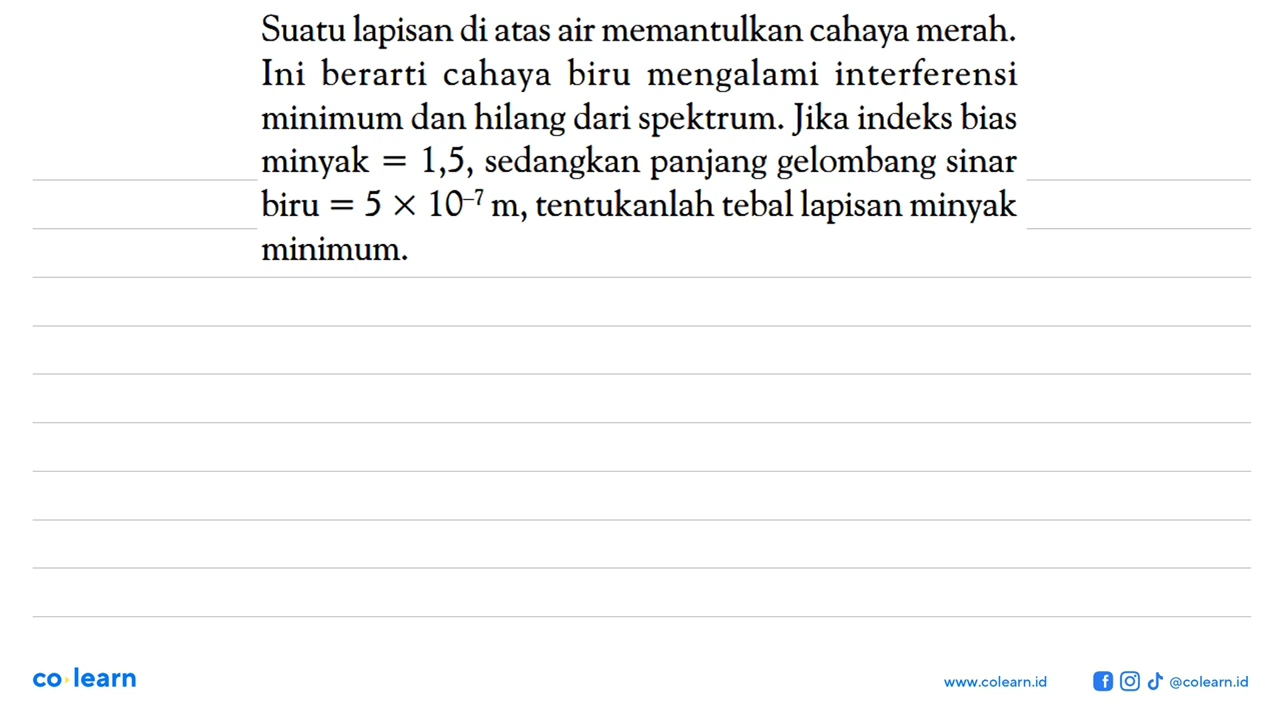 Suatu lapisan di atas air memantulkan cahaya merah.
Ini berarti cahaya biru mengalami interferensi
minimum dan hilang dari spektrum. Jika indeks bias
minyak = 1,5, sedangkan panjang gelombang sinar
biru = 5 × 10⁻⁷ m, tentukanlah tebal lapisan minyak
minimum.
co learn
www.colearn.id
@colearn.id